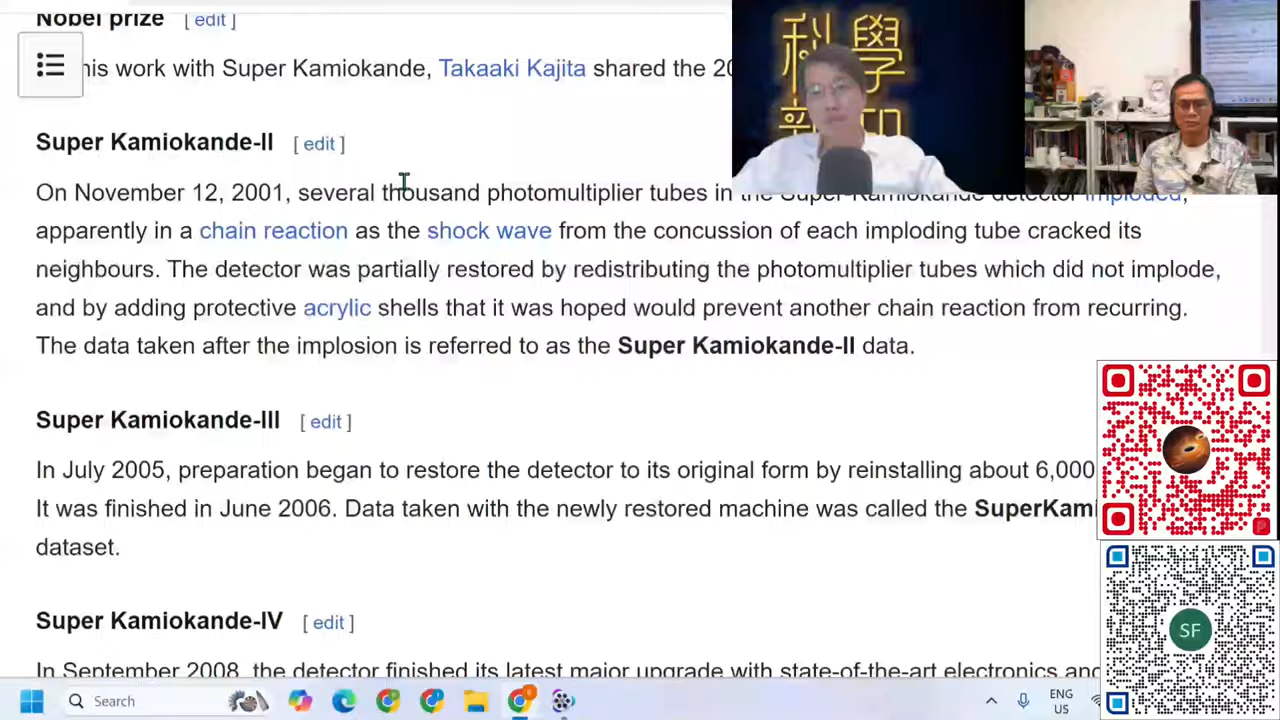 Nobel prize [ edit ]
his work with Super Kamiokande, Takaaki Kajita shared the 20
Super Kamiokande-II [ edit ]
On November 12, 2001, several thousand photomultiplier tubes in the Super-Kamiokande detector imploded,
apparently in a chain reaction as the shock wave from the concussion of each imploding tube cracked its
neighbours. The detector was partially restored by redistributing the photomultiplier tubes which did not implode,
and by adding protective acrylic shells that it was hoped would prevent another chain reaction from recurring.
The data taken after the implosion is referred to as the Super Kamiokande-II data.
Super Kamiokande-III [ edit ]
In July 2005, preparation began to restore the detector to its original form by reinstalling about 6,000
It was finished in June 2006. Data taken with the newly restored machine was called the SuperKami
dataset.
Super Kamiokande-IV [ edit ]
In September 2008, the detector finished its latest major upgrade with state-of-the-art electronics and
科學
SF
Search
ENG
US